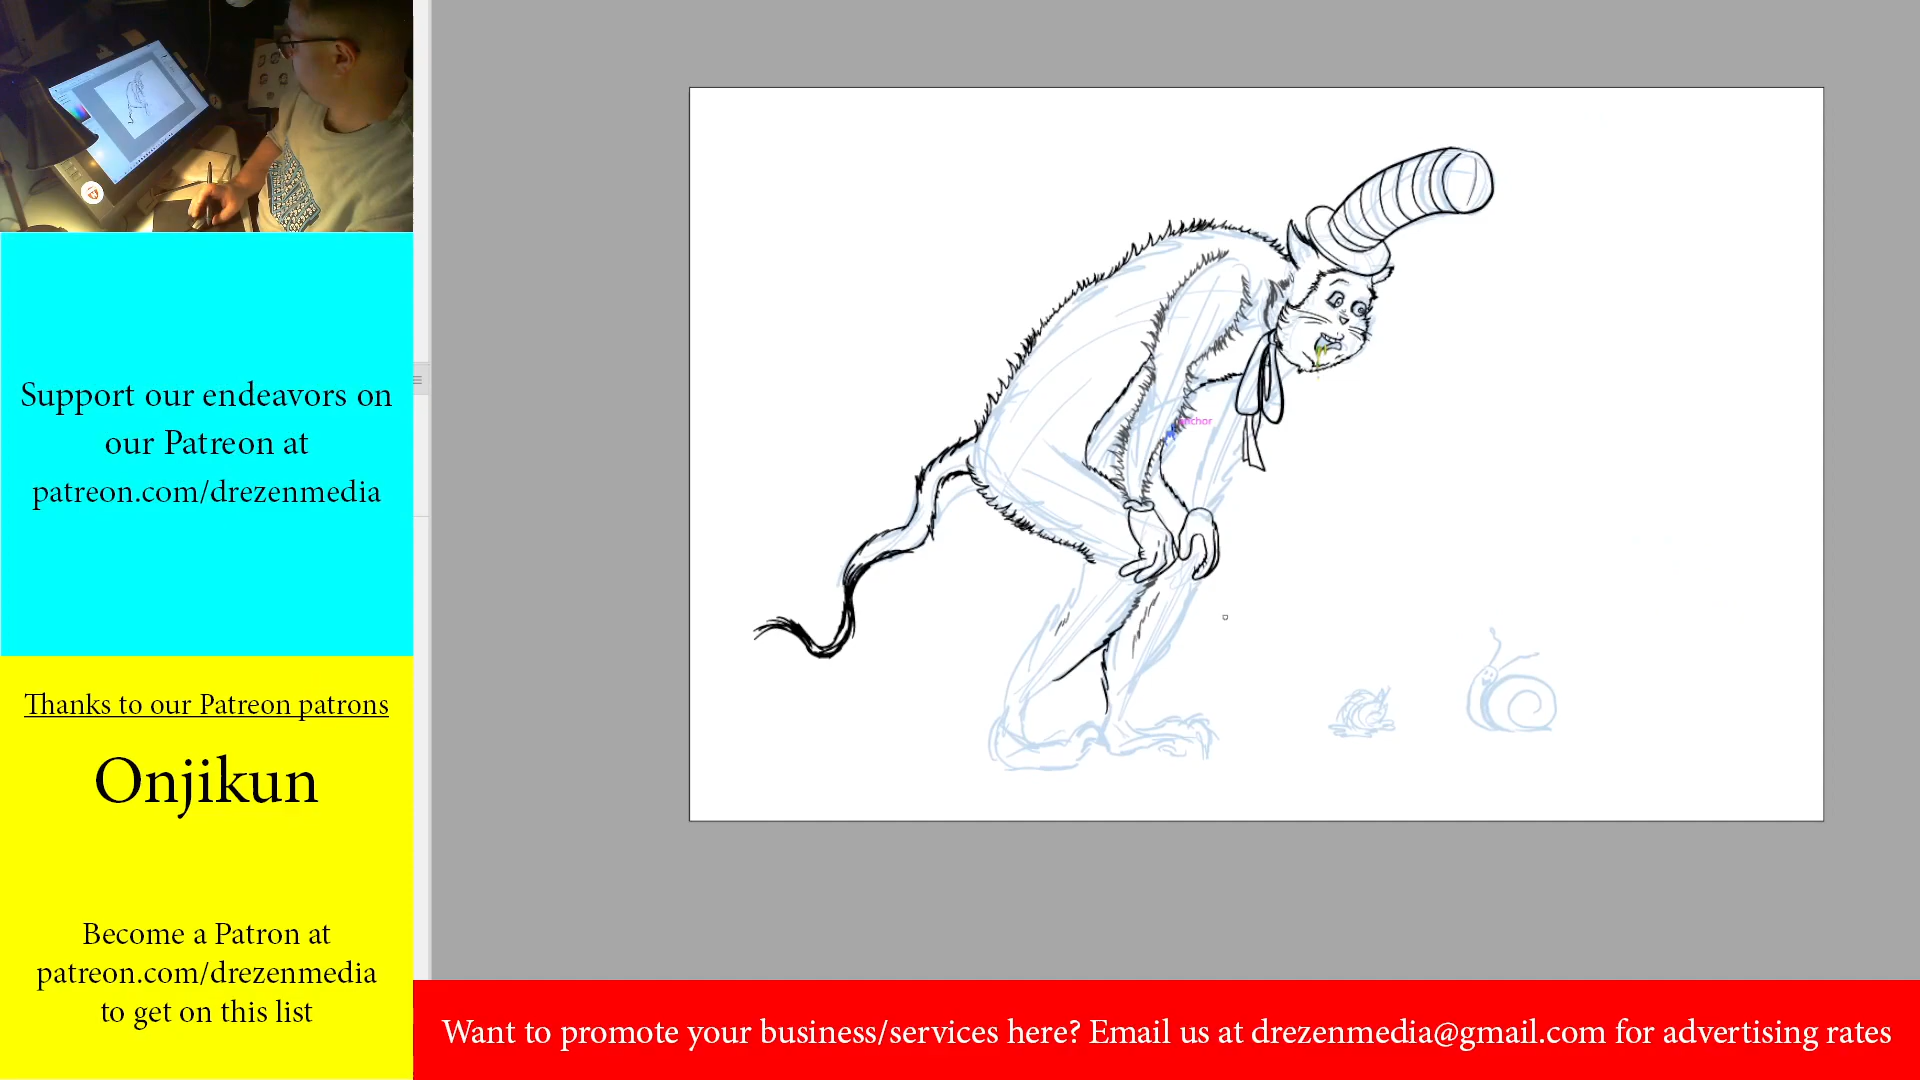 Support our endeavors on
our Patreon at
patreon.com/drezenmedia
Thanks to our Patreon patrons
Onjikun
Become a Patron at
patreon.com/drezenmedia
to get on this list
anchor
Want to promote your business/services here? Email us at drezenmedia@gmail.com for advertising rates